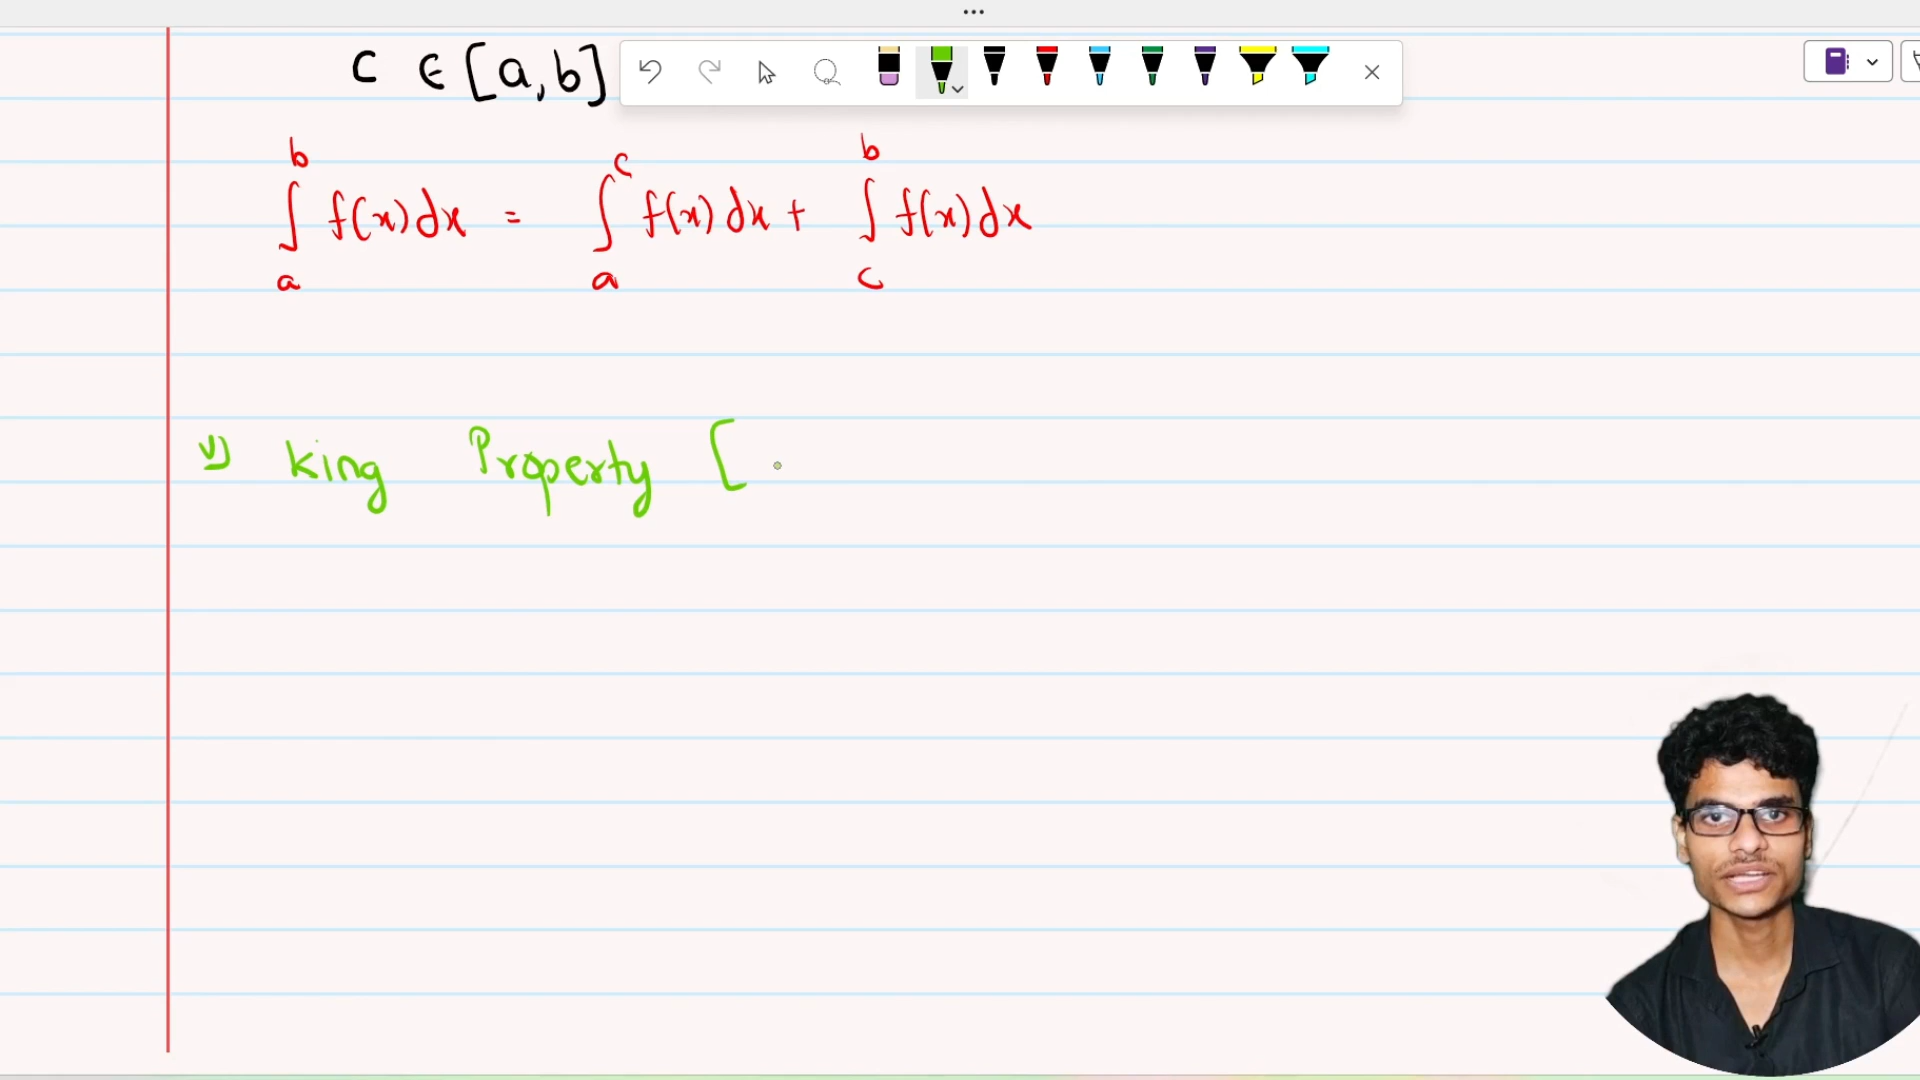 c ∈ [a,b]
∫_a^b f(x)dx = ∫_a^c f(x)dx + ∫_c^b f(x)dx
v) King Property [